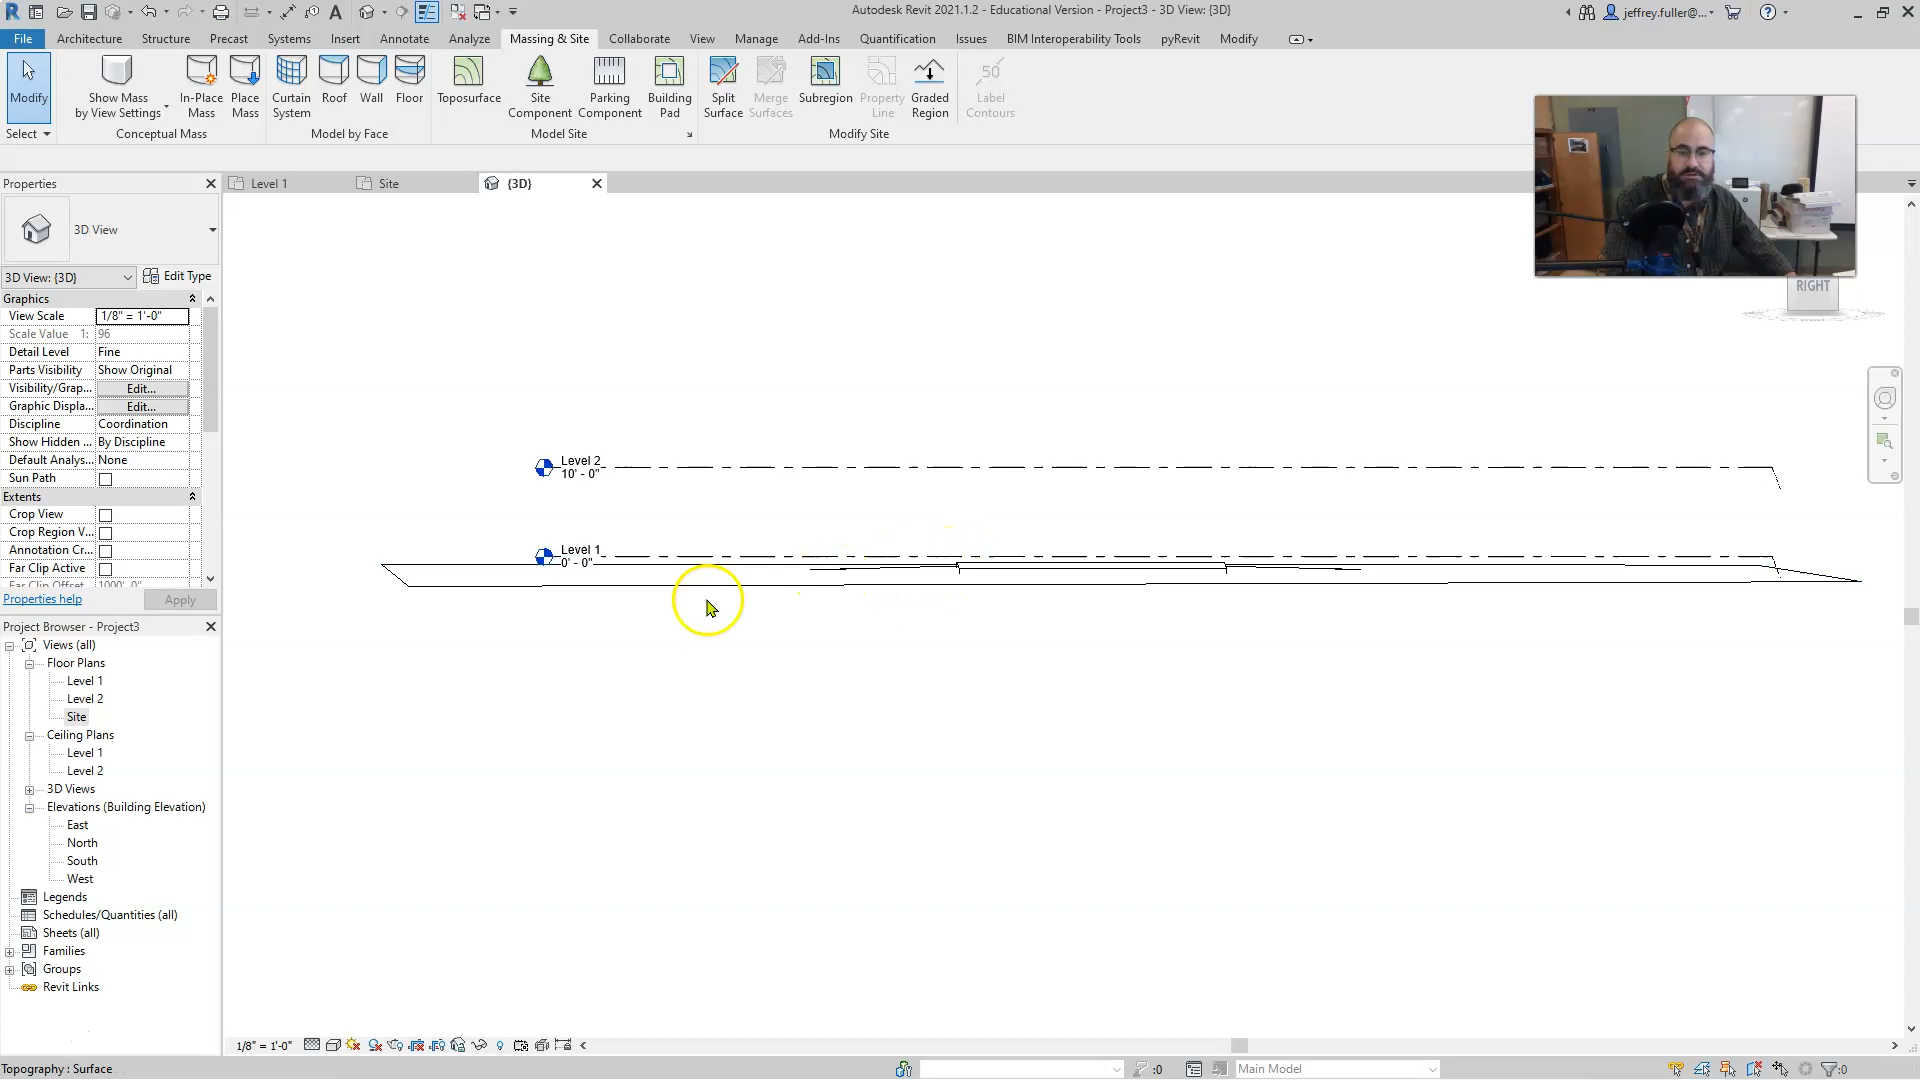 Autodesk Revit 2021.1.2 - Educational Version - Project3 - 3D View: {3D}
jeffrey.fuller@...
File Architecture Structure Precast Systems Insert Annotate Analyze Massing & Site Collaborate View Manage Add-Ins Quantification Issues BIM Interoperability Tools pyRevit Modify
Modify
Show Mass
by View Settings
In-Place
Mass
Place
Mass
Curtain
System
Roof
Wall
Floor
Toposurface
Site
Component
Parking
Component
Building
Pad
Split
Surface
Merge
Surfaces
Subregion
Property
Line
Graded
Region
50
Label
Contours
Select
Conceptual Mass
Model by Face
Model Site
Modify Site
Properties
Level 1
Site
{3D}
3D View
3D View: {3D}
Edit Type
Graphics
View Scale 1/8" = 1'-0"
Scale Value 1: 96
Detail Level Fine
Parts Visibility Show Original
Visibility/Grap... Edit...
Graphic Displa... Edit...
Discipline Coordination
Show Hidden ... By Discipline
Default Analys... None
Sun Path
Extents
Crop View
Crop Region V...
Annotation Cr...
Far Clip Active
Far Clip Offset 1000' 0"
Properties help
Apply
Project Browser - Project3
Views (all)
Floor Plans
Level 1
Level 2
Site
Ceiling Plans
Level 1
Level 2
3D Views
Elevations (Building Elevation)
East
North
South
West
Legends
Schedules/Quantities (all)
Sheets (all)
Families
Groups
Revit Links
RIGHT
Level 2
10' - 0"
Level 1
0' - 0"
1/8" = 1'-0"
Topography : Surface
:0
Main Model
:0